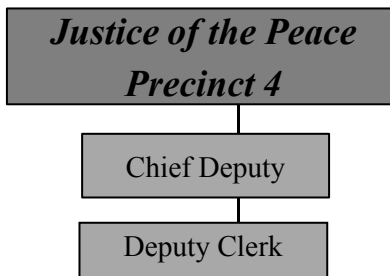 Justice of the Peace
Precinct 4
Chief Deputy
Deputy Clerk